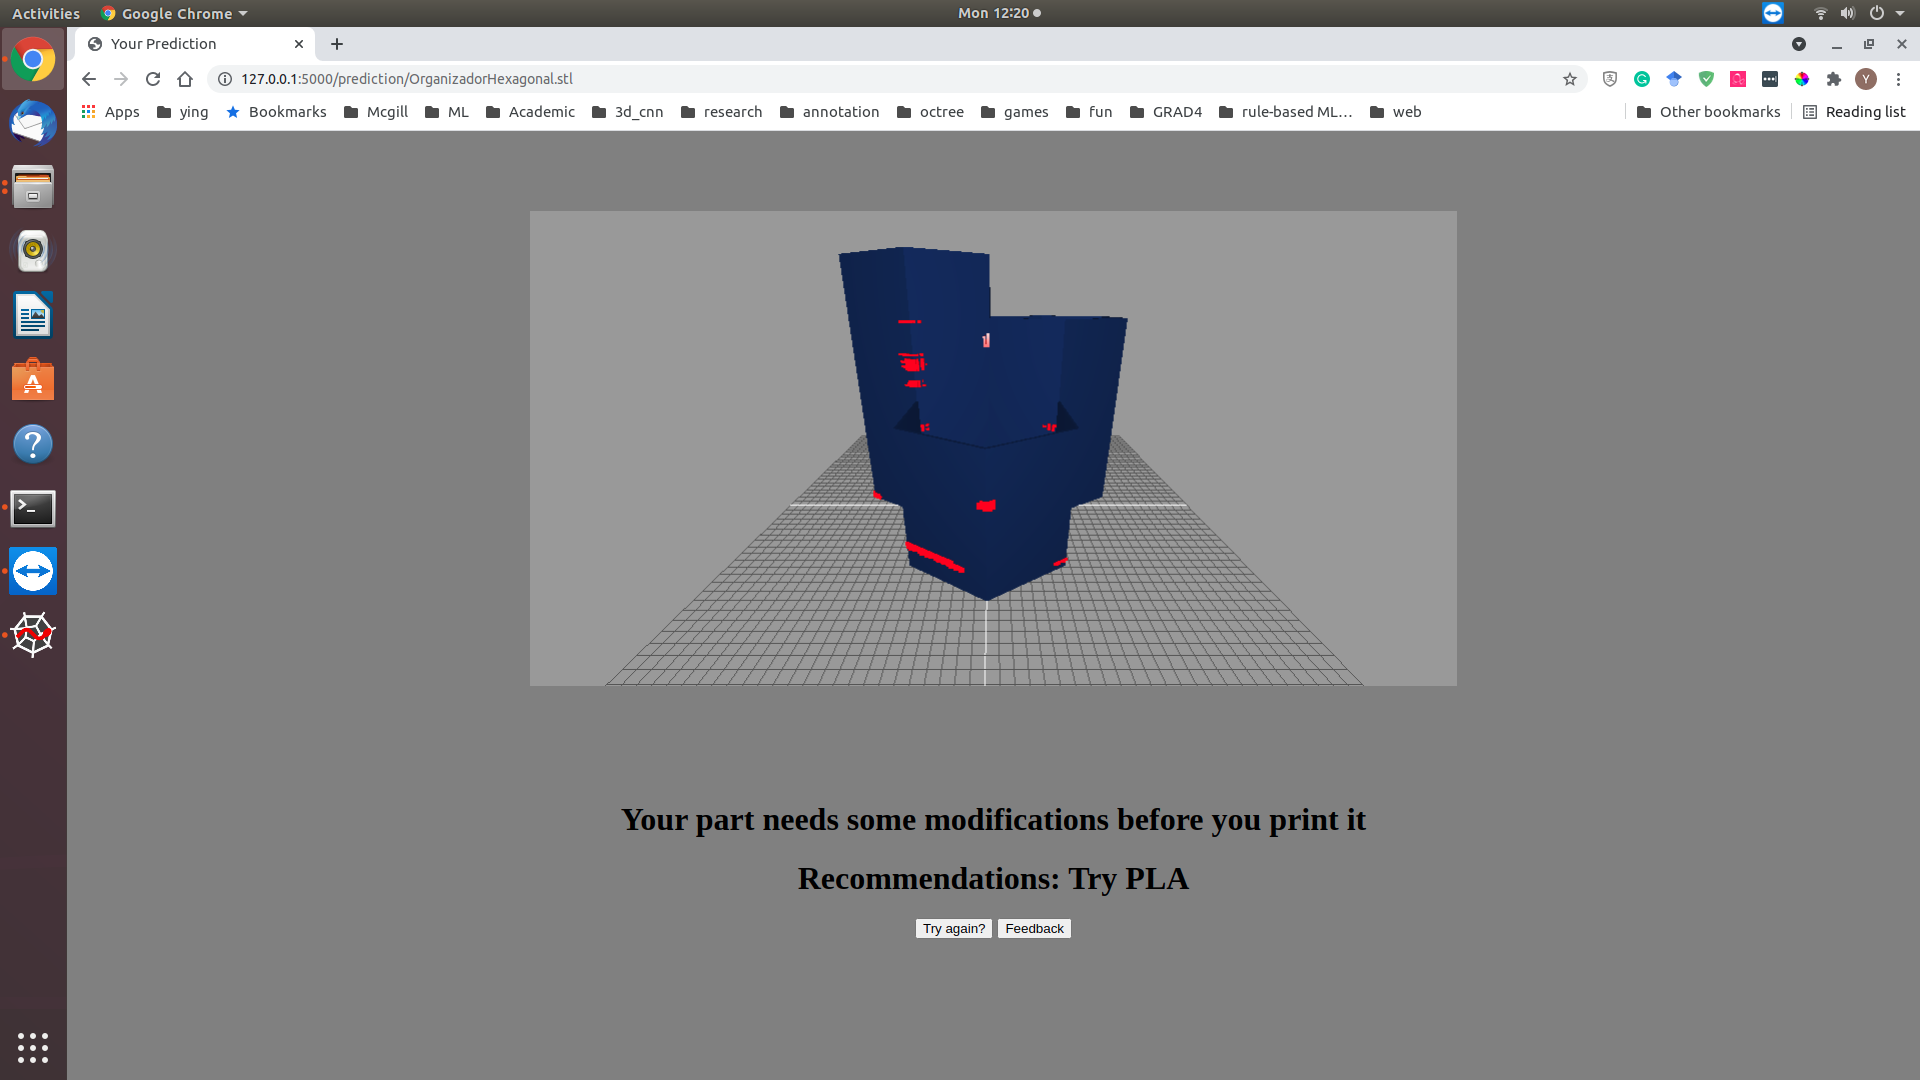 Activities Google Chrome Mon 12:20
Your Prediction
127.0.0.1:5000/prediction/OrganizadorHexagonal.stl Y
Apps ying Bookmarks Mcgill ML Academic 3d_cnn research annotation octree games fun GRAD4 rule-based ML... web Other bookmarks Reading list
Your part needs some modifications before you print it
Recommendations: Try PLA
Try again? Feedback